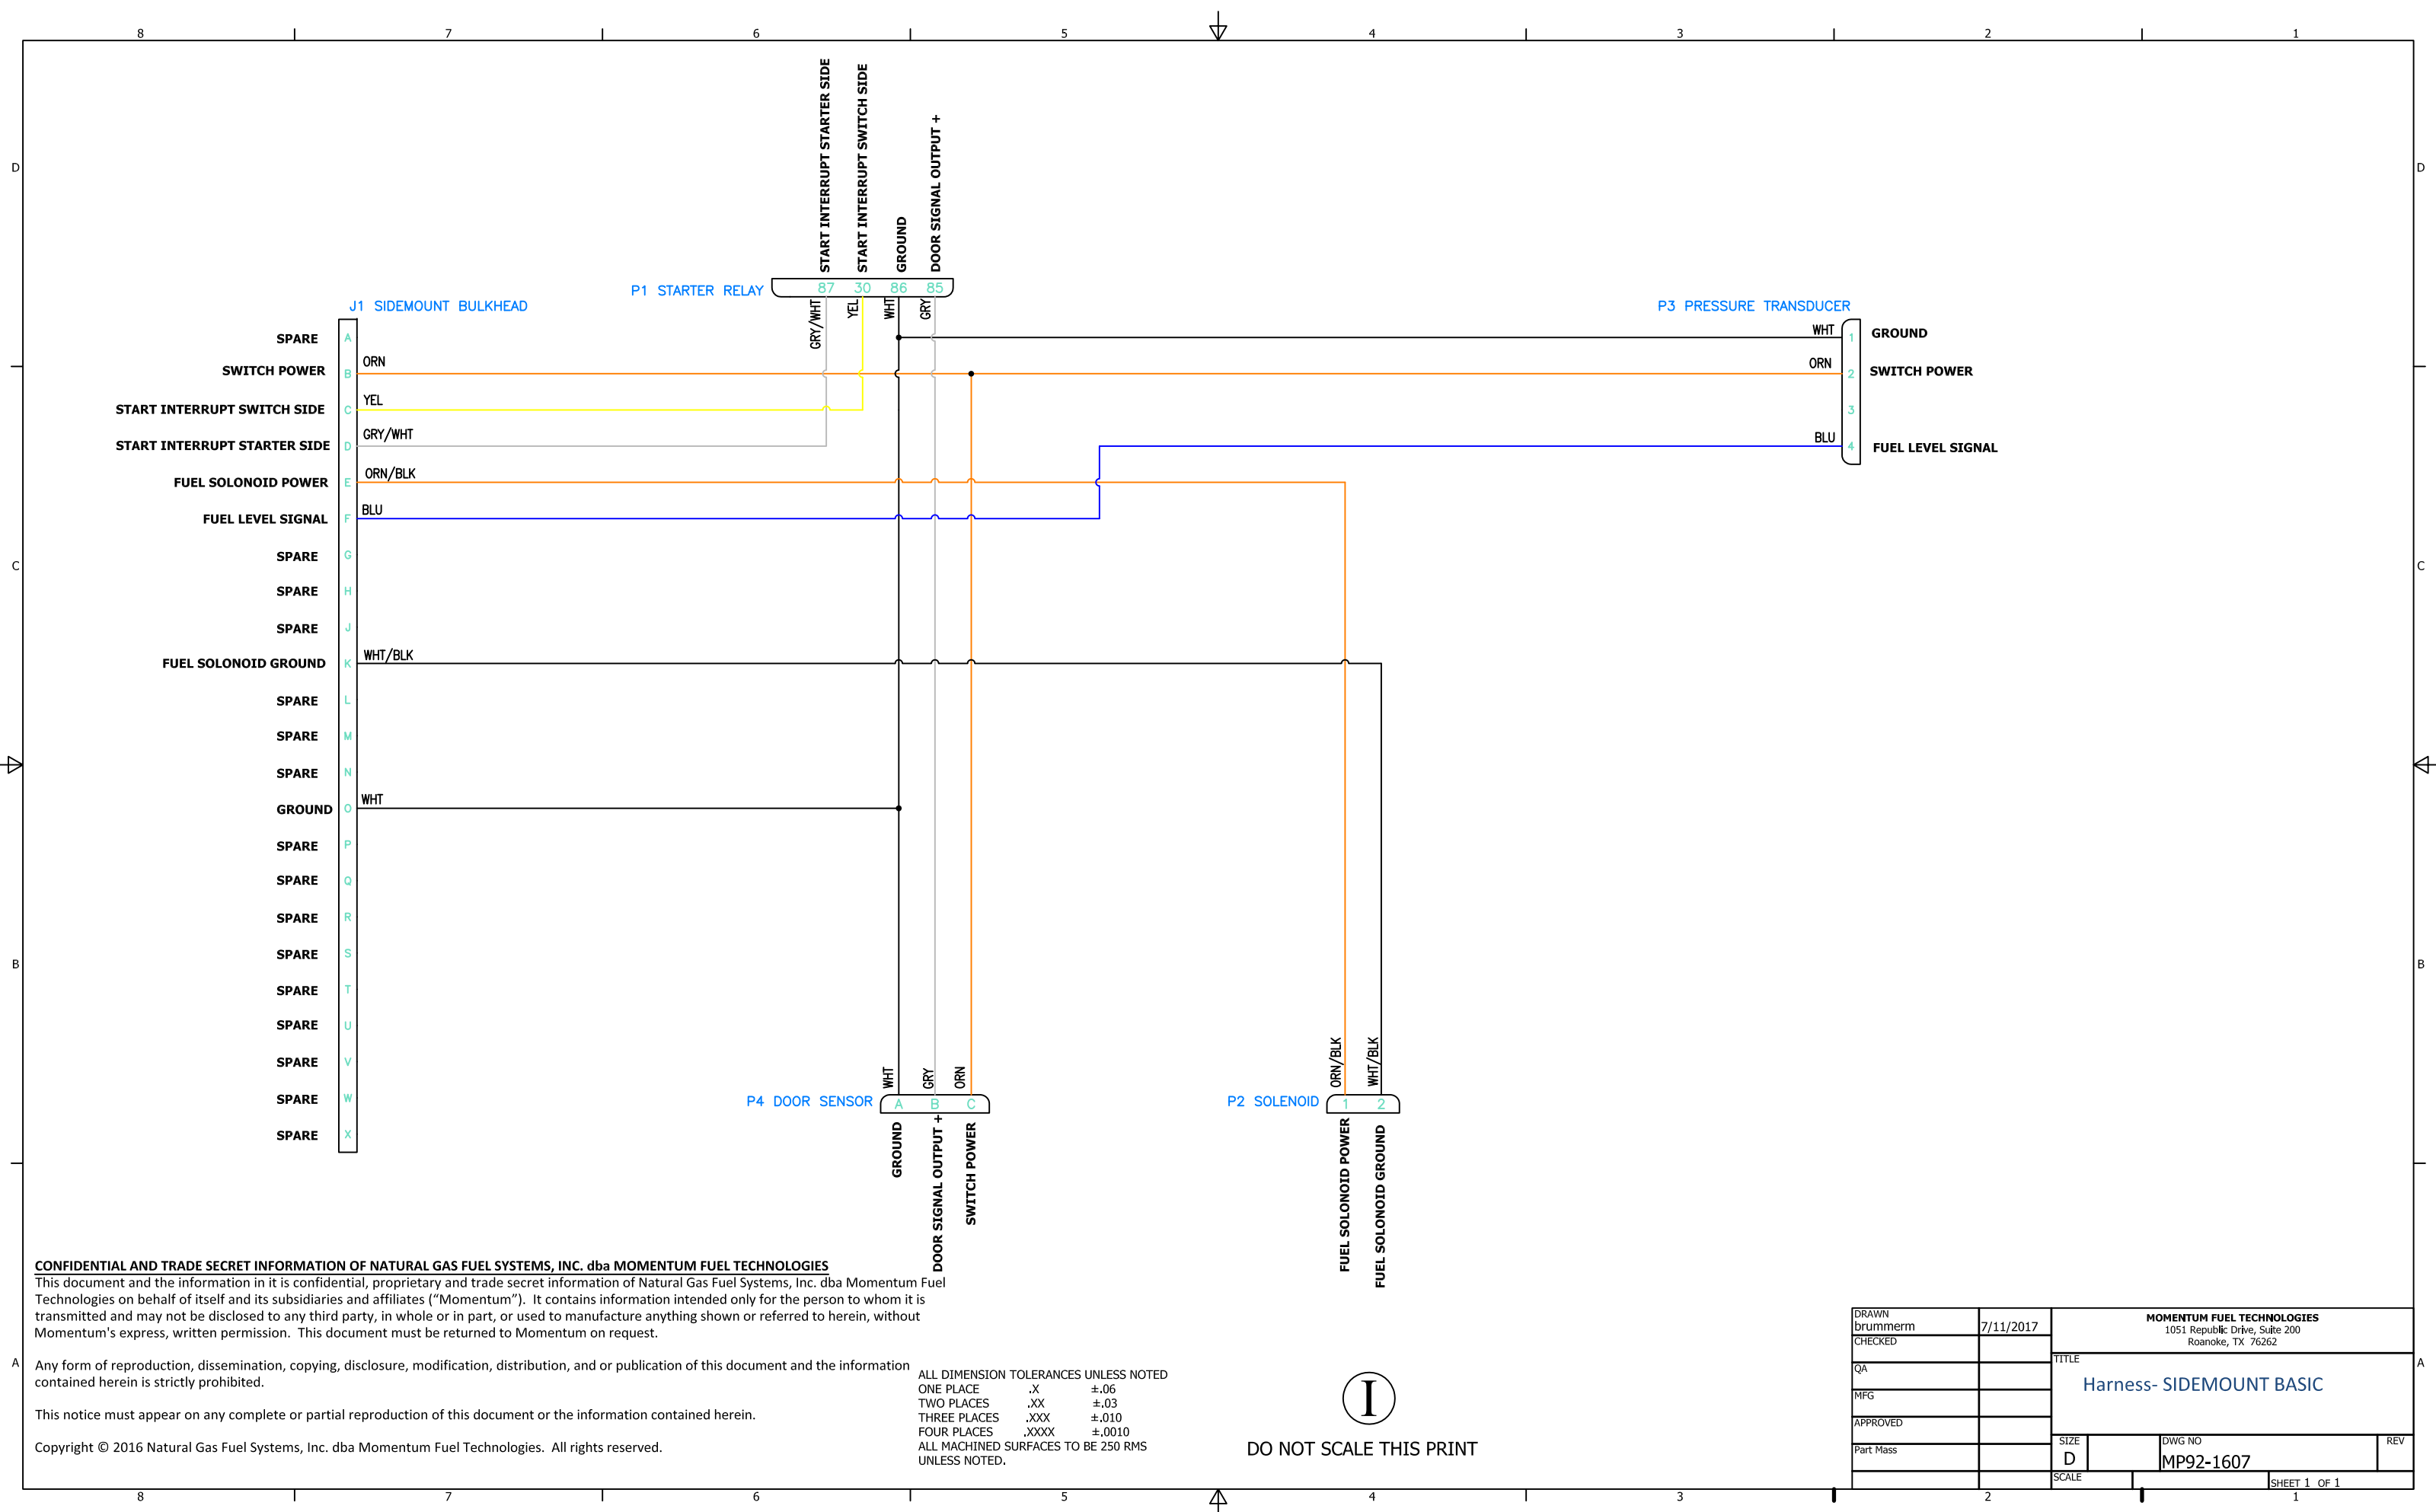 8 7 6 5 4 3 2 1
D
D
START INTERRUPT STARTER SIDE
START INTERRUPT SWITCH SIDE
GROUND
DOOR SIGNAL OUTPUT +
P1 STARTER RELAY
87 30 86 85
GRY/WHT
YEL
WHT
GRY
J1 SIDEMOUNT BULKHEAD
SPARE A
SWITCH POWER B ORN
START INTERRUPT SWITCH SIDE C YEL
START INTERRUPT STARTER SIDE D GRY/WHT
FUEL SOLONOID POWER E ORN/BLK
FUEL LEVEL SIGNAL F BLU
SPARE G
SPARE H
SPARE J
FUEL SOLONOID GROUND K WHT/BLK
SPARE L
SPARE M
SPARE N
GROUND O WHT
SPARE P
SPARE Q
SPARE R
SPARE S
SPARE T
SPARE U
SPARE V
SPARE W
SPARE X
P3 PRESSURE TRANSDUCER
WHT 1 GROUND
ORN 2 SWITCH POWER
3
BLU 4 FUEL LEVEL SIGNAL
C
C
B
B
WHT
GRY
ORN
P4 DOOR SENSOR
A B C
GROUND
DOOR SIGNAL OUTPUT +
SWITCH POWER
ORN/BLK
WHT/BLK
P2 SOLENOID
1 2
FUEL SOLONOID POWER
FUEL SOLONOID GROUND
CONFIDENTIAL AND TRADE SECRET INFORMATION OF NATURAL GAS FUEL SYSTEMS, INC. dba MOMENTUM FUEL TECHNOLOGIES
This document and the information in it is confidential, proprietary and trade secret information of Natural Gas Fuel Systems, Inc. dba Momentum Fuel
Technologies on behalf of itself and its subsidiaries and affiliates (“Momentum”).  It contains information intended only for the person to whom it is
transmitted and may not be disclosed to any third party, in whole or in part, or used to manufacture anything shown or referred to herein, without
Momentum's express, written permission.  This document must be returned to Momentum on request.
Any form of reproduction, dissemination, copying, disclosure, modification, distribution, and or publication of this document and the information
contained herein is strictly prohibited.
This notice must appear on any complete or partial reproduction of this document or the information contained herein.
Copyright © 2016 Natural Gas Fuel Systems, Inc. dba Momentum Fuel Technologies.  All rights reserved.
A
A
ALL DIMENSION TOLERANCES UNLESS NOTED
ONE PLACE .X ±.06
TWO PLACES .XX ±.03
THREE PLACES .XXX ±.010
FOUR PLACES .XXXX ±.0010
ALL MACHINED SURFACES TO BE 250 RMS
UNLESS NOTED.
I
DO NOT SCALE THIS PRINT
DRAWN
brummerm 7/11/2017
CHECKED
QA
MFG
APPROVED
Part Mass
MOMENTUM FUEL TECHNOLOGIES
1051 Republic Drive, Suite 200
Roanoke, TX  76262
TITLE
Harness- SIDEMOUNT BASIC
SIZE
D
DWG NO
MP92-1607
REV
SCALE
SHEET 1 OF 1
8 7 6 5 4 3 2 1